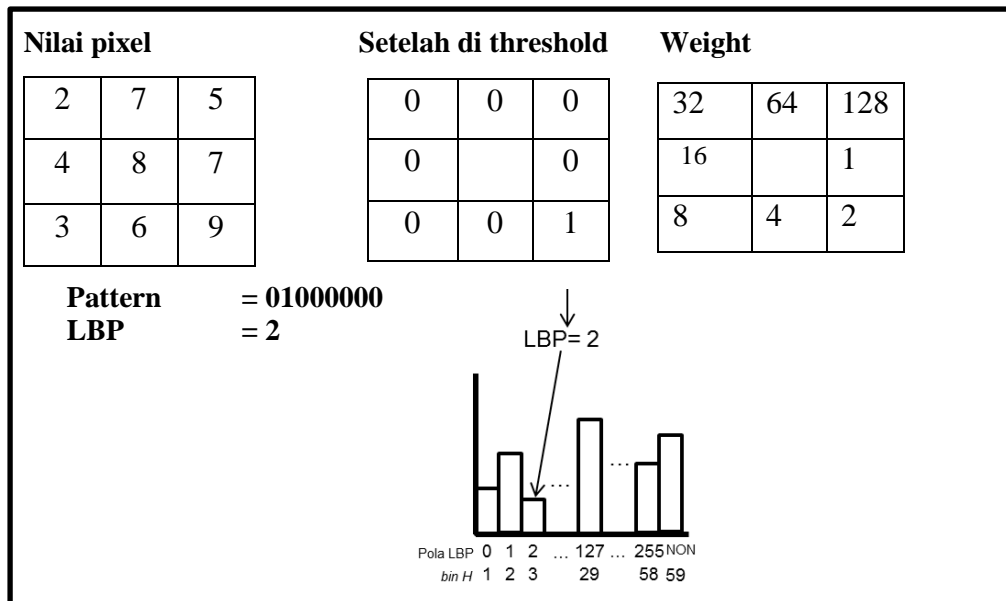 Nilai pixel Setelah di threshold Weight
2 7 5 0 0 0 32 64 128
4 8 7 0 0 16 1
3 6 9 0 0 1 8 4 2
Pattern = 01000000
LBP = 2
LBP= 2
... ...
Pola LBP 0 1 2 ... 127 ... 255 NON
bin H 1 2 3 29 58 59